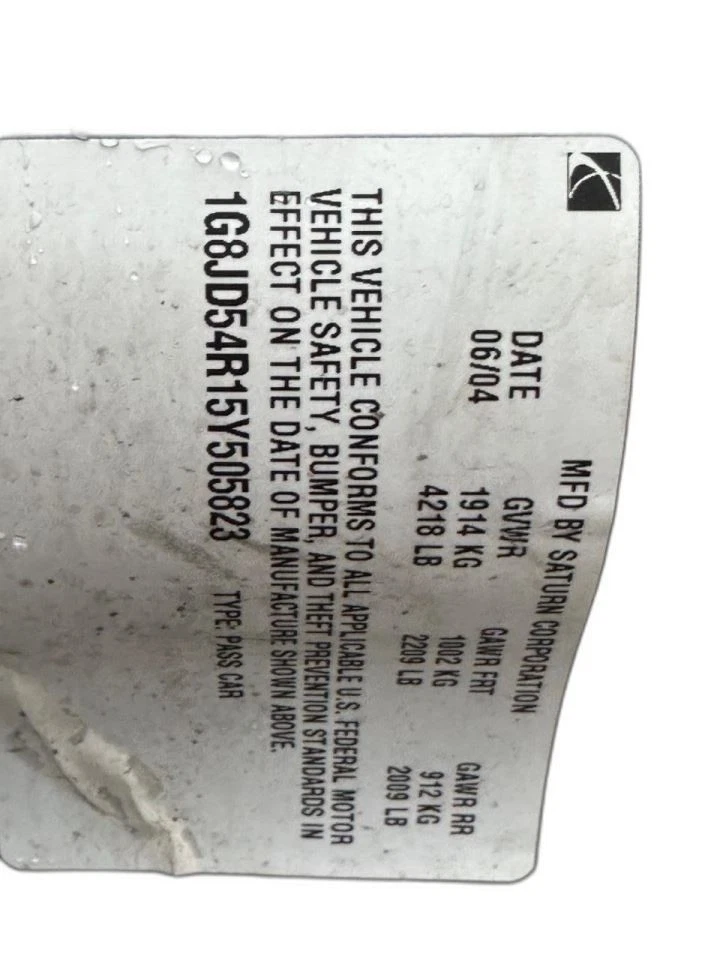 MFD BY SATURN CORPORATION
DATE GVWR GAWR FRT GAWR RR
06/04 1914 KG 1002 KG 912 KG
4218 LB 2209 LB 2009 LB
THIS VEHICLE CONFORMS TO ALL APPLICABLE U.S. FEDERAL MOTOR
VEHICLE SAFETY, BUMPER, AND THEFT PREVENTION STANDARDS IN
EFFECT ON THE DATE OF MANUFACTURE SHOWN ABOVE.
1G8JD54R15Y505823 TYPE: PASS CAR